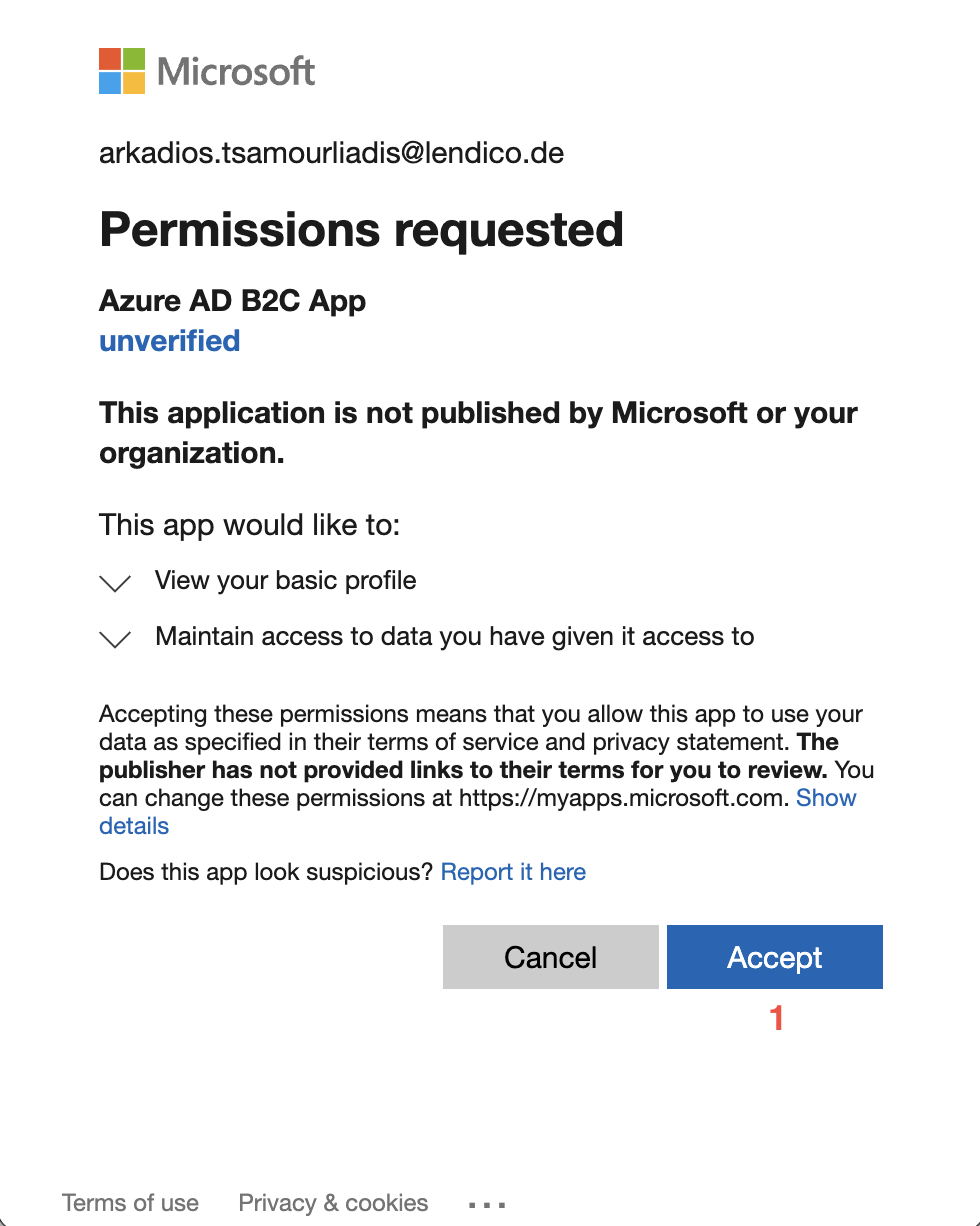 Microsoft
arkadios.tsamourliadis@lendico.de
Permissions requested
Azure AD B2C App
unverified
This application is not published by Microsoft or your
organization.
This app would like to:
View your basic profile
Maintain access to data you have given it access to
Accepting these permissions means that you allow this app to use your
data as specified in their terms of service and privacy statement. The
publisher has not provided links to their terms for you to review. You
can change these permissions at https://myapps.microsoft.com. Show
details
Does this app look suspicious? Report it here
Cancel Accept
1
Terms of use Privacy & cookies ...